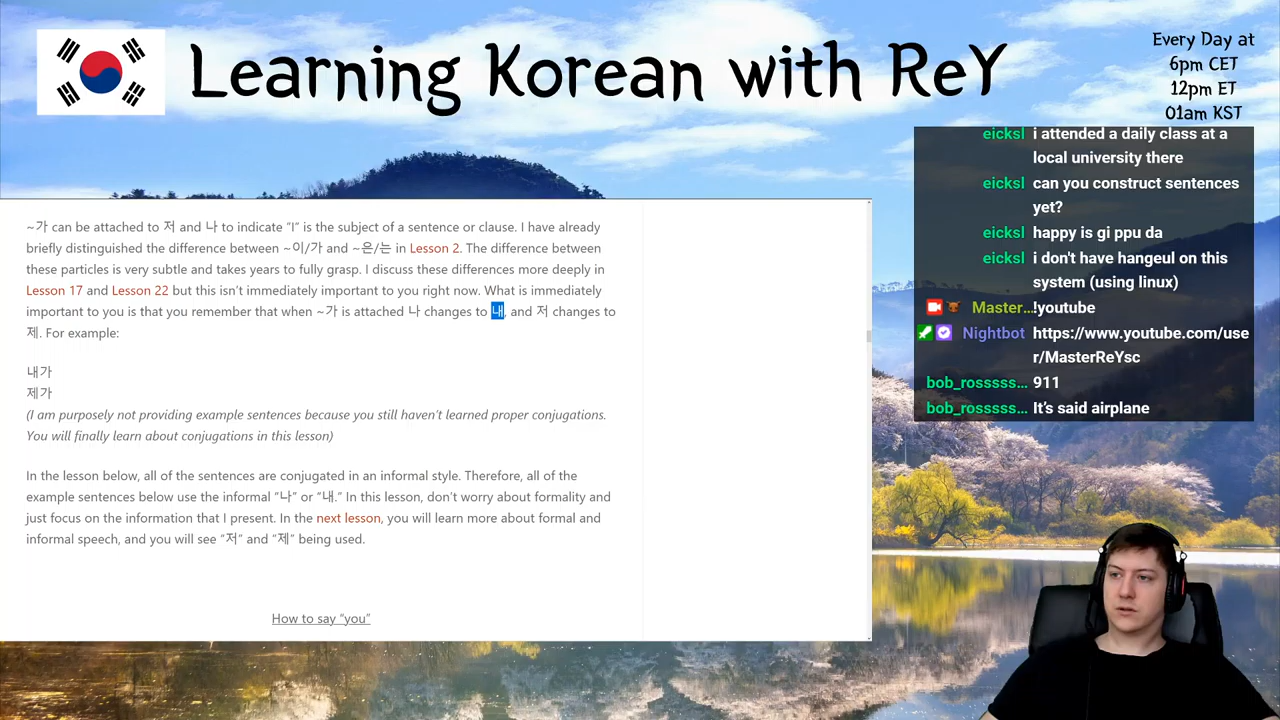 Learning Korean with ReY
Every Day at
6pm CET
12pm ET
01am KST
eicksl i attended a daily class at a
local university there
eicksl can you construct sentences
yet?
eicksl happy is gi ppu da
eicksl i don't have hangeul on this
system (using linux)
Master... !youtube
Nightbot https://www.youtube.com/use
r/MasterReYsc
bob_rosssss... 911
bob_rosssss... It's said airplane
~가 can be attached to 저 and 나 to indicate “I” is the subject of a sentence or clause. I have already
briefly distinguished the difference between ~이/가 and ~은/는 in Lesson 2. The difference between
these particles is very subtle and takes years to fully grasp. I discuss these differences more deeply in
Lesson 17 and Lesson 22 but this isn’t immediately important to you right now. What is immediately
important to you is that you remember that when ~가 is attached 나 changes to 내, and 저 changes to
제. For example:
내가
제가
(I am purposely not providing example sentences because you still haven’t learned proper conjugations.
You will finally learn about conjugations in this lesson)
In the lesson below, all of the sentences are conjugated in an informal style. Therefore, all of the
example sentences below use the informal “나” or “내.” In this lesson, don’t worry about formality and
just focus on the information that I present. In the next lesson, you will learn more about formal and
informal speech, and you will see “저” and “제” being used.
How to say “you”